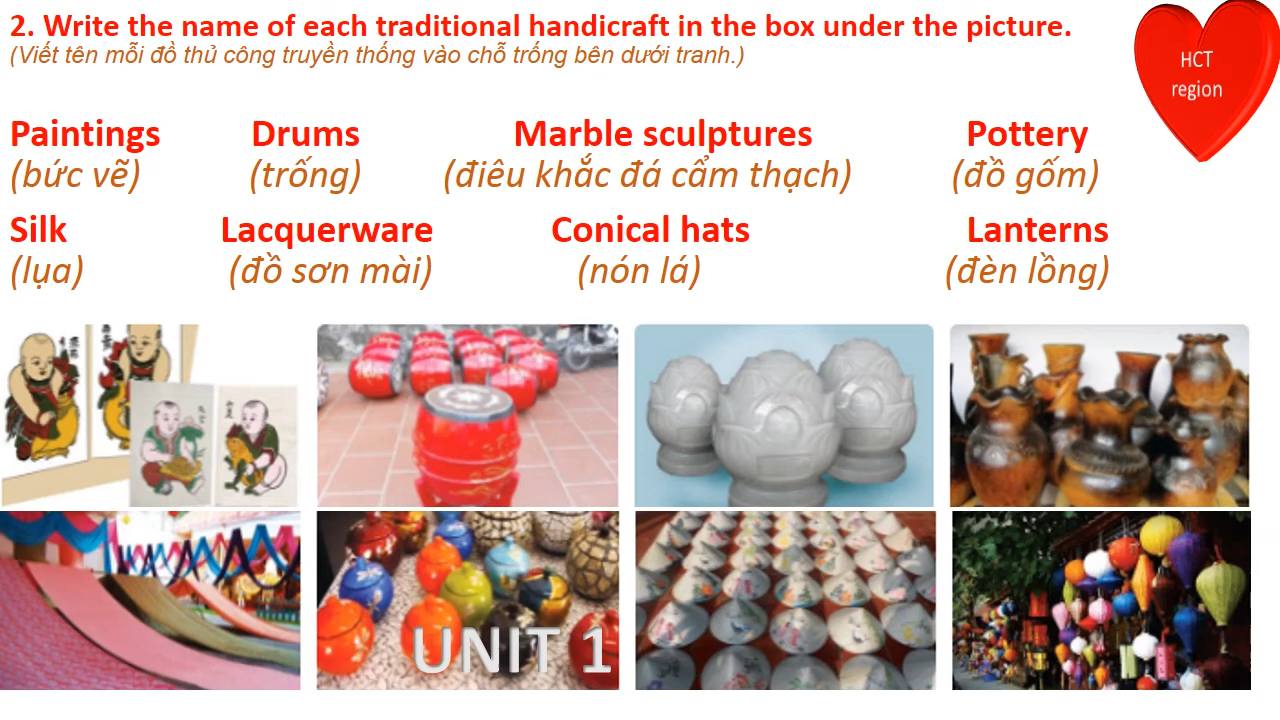 2. Write the name of each traditional handicraft in the box under the picture.
(Viết tên mỗi đồ thủ công truyền thống vào chỗ trống bên dưới tranh.)
HCT
region
Paintings Drums Marble sculptures Pottery
(bức vẽ) (trống) (điêu khắc đá cẩm thạch) (đồ gốm)
Silk Lacquerware Conical hats Lanterns
(lụa) (đồ sơn mài) (nón lá) (đèn lồng)
UNIT 1